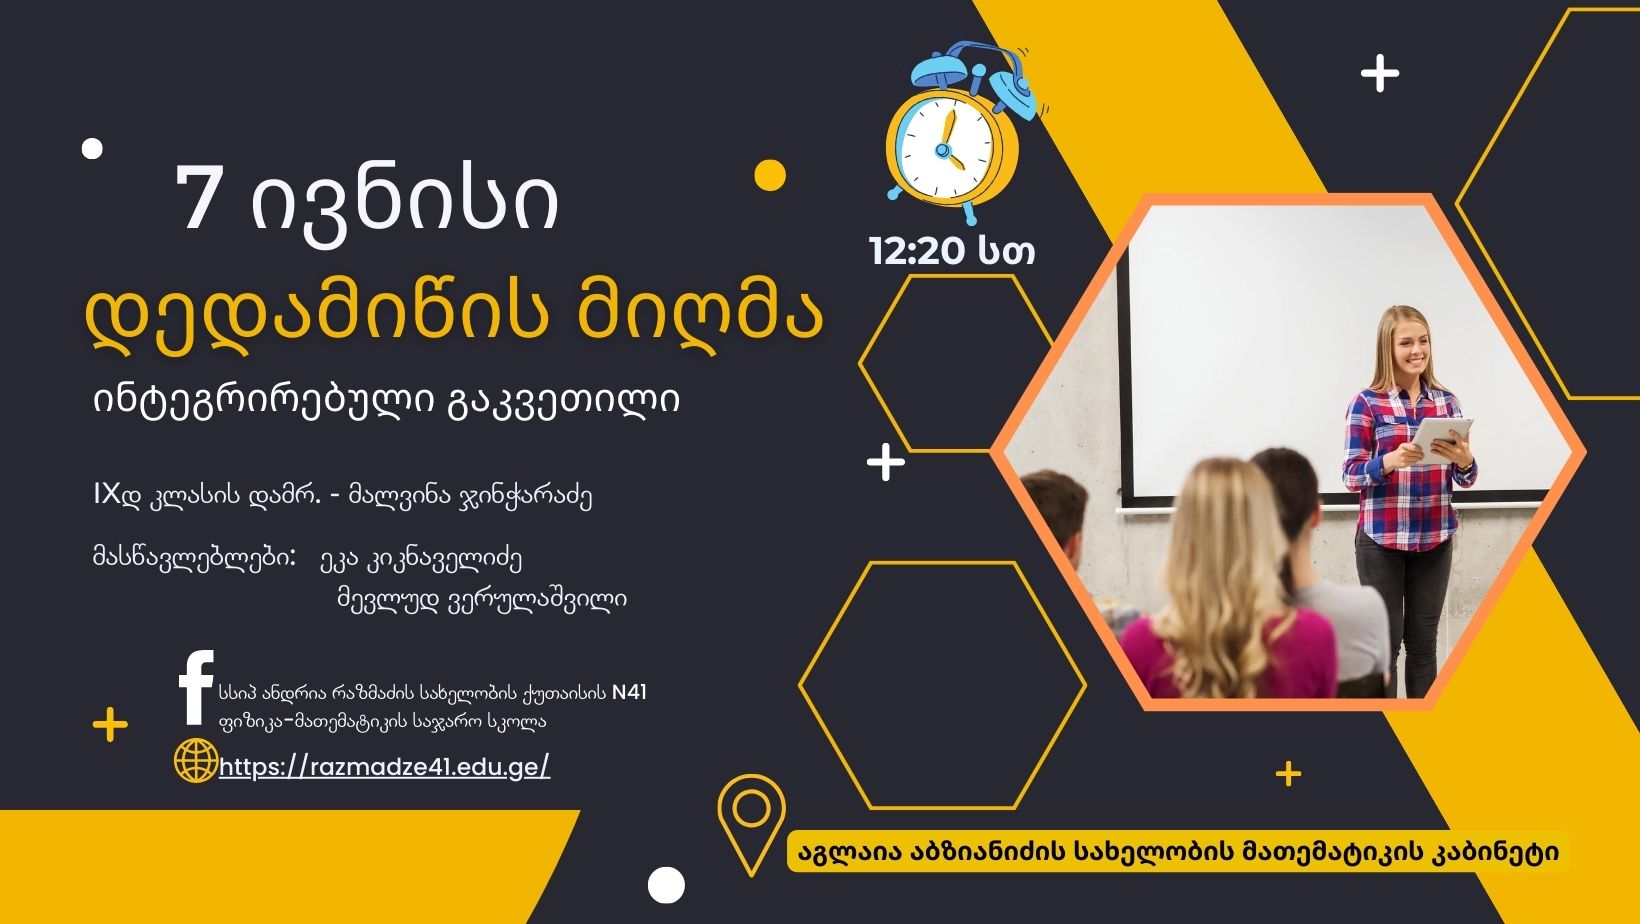 7 ივნისი
12:20 სთ
დედამიწის მიღმა
ინტეგრირებული გაკვეთილი
IXდ კლასის დამრ. - მალვინა ჯინჭარაძე
მასწავლებლები: ეკა კიკნაველიძე
მევლუდ ვერულაშვილი
სსიპ ანდრია რაზმაძის სახელობის ქუთაისის N41
ფიზიკა-მათემატიკის საჯარო სკოლა
https://razmadze41.edu.ge/
აგლაია აბზიანიძის სახელობის მათემატიკის კაბინეტი